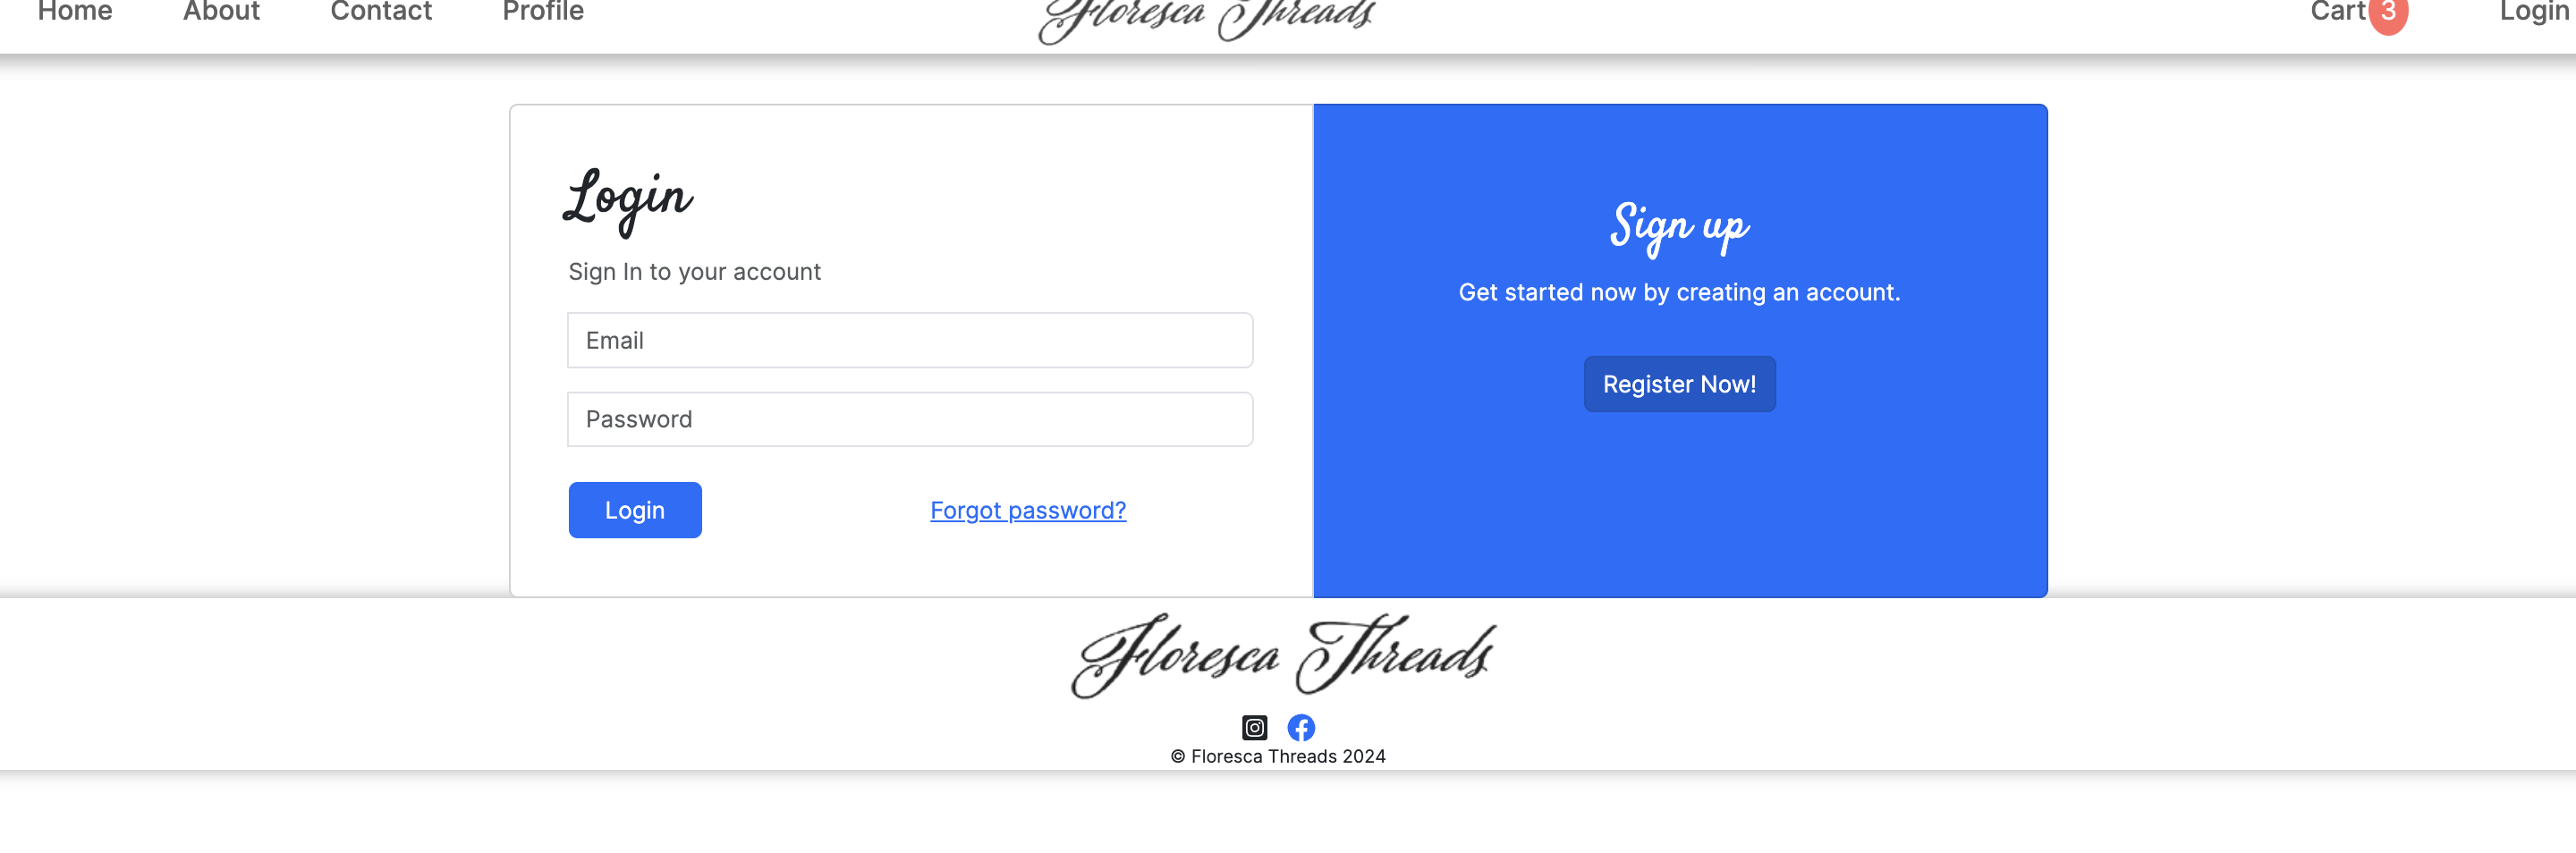 Home About Contact Profile Floresca Threads Cart 3 Login
Login
Sign In to your account
Email
Password
Login Forgot password?
Sign up
Get started now by creating an account.
Register Now!
Floresca Threads
© Floresca Threads 2024